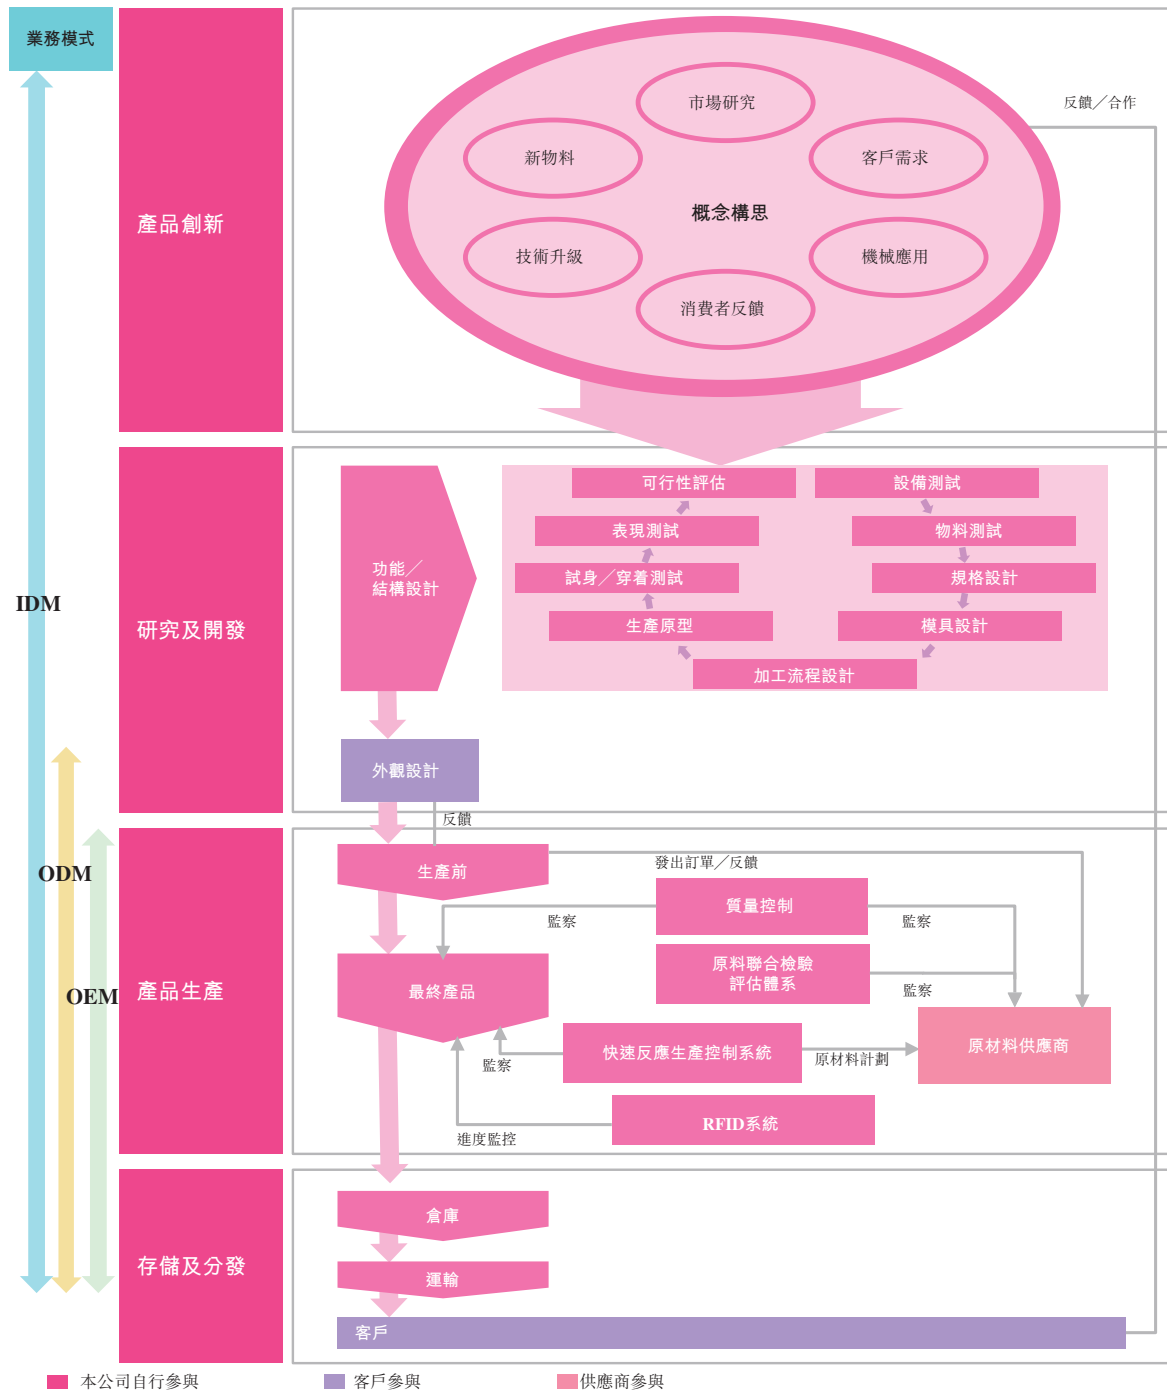 業務模式
產品創新
市場研究
反饋／合作
新物料
客戶需求
概念構思
技術升級
機械應用
消費者反饋
IDM
研究及開發
功能／
結構設計
可行性評估
設備測試
表現測試
物料測試
試身／穿着測試
規格設計
生產原型
模具設計
加工流程設計
外觀設計
反饋
ODM
OEM
產品生產
生產前
發出訂單／反饋
質量控制
監察
監察
原料聯合檢驗
評估體系
監察
最終產品
快速反應生產控制系統
監察
原材料計劃
原材料供應商
RFID系統
進度監控
存儲及分發
倉庫
運輸
客戶
本公司自行參與
客戶參與
供應商參與